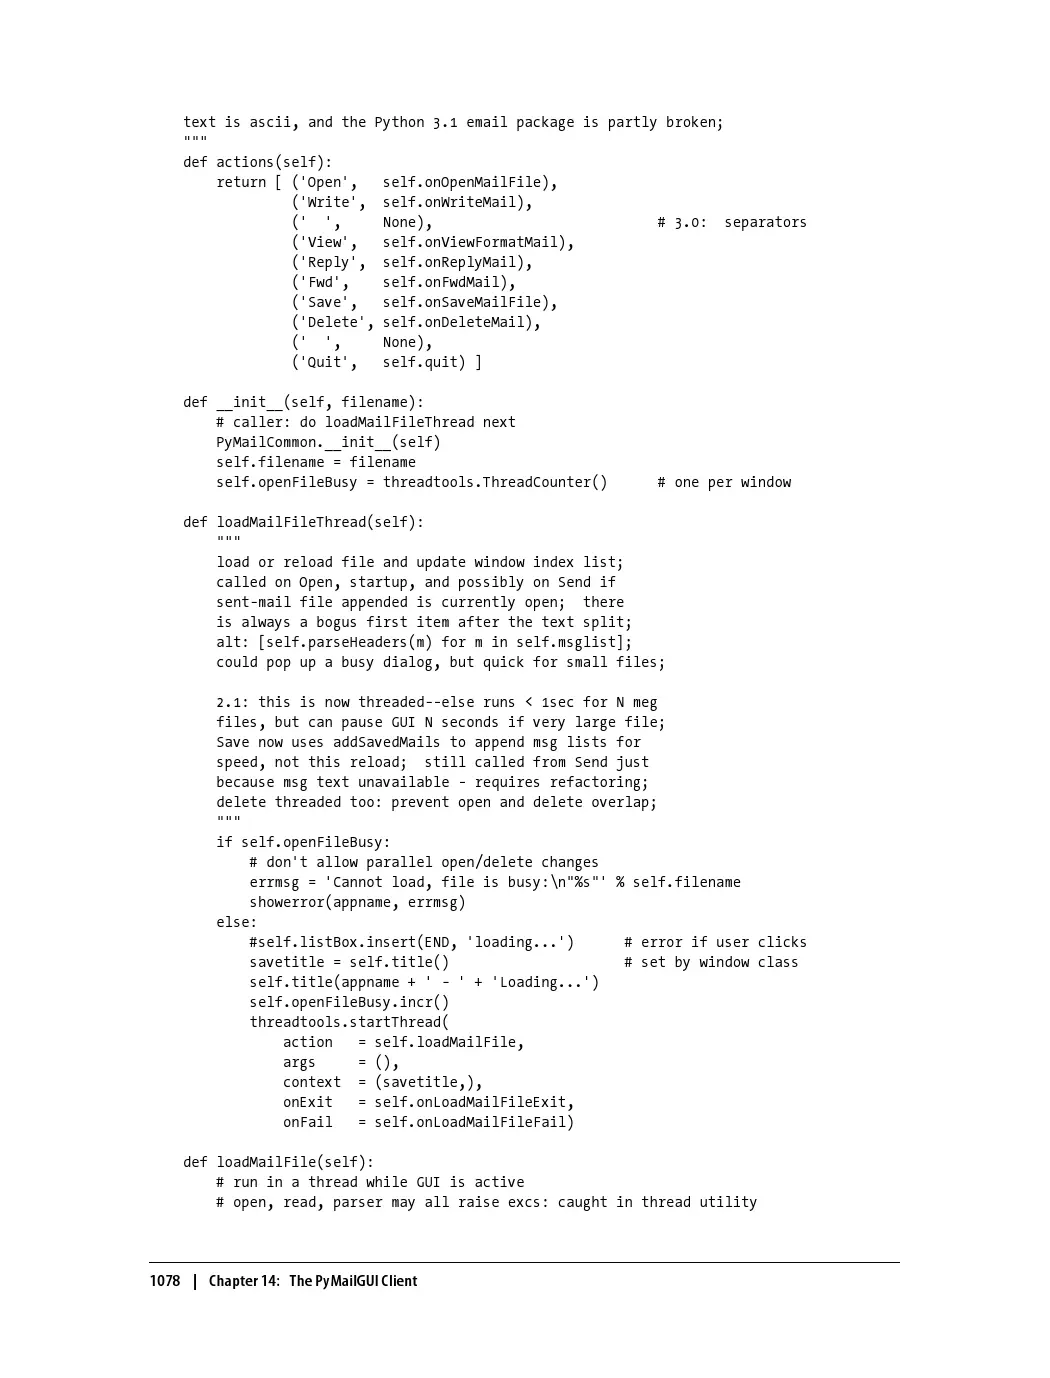 text is ascii, and the Python 3.1 email package is partly broken;
"""
def actions(self):
    return [ ('Open',   self.onOpenMailFile),
             ('Write',  self.onWriteMail),
             ('  ',     None),                           # 3.0:  separators
             ('View',   self.onViewFormatMail),
             ('Reply',  self.onReplyMail),
             ('Fwd',    self.onFwdMail),
             ('Save',   self.onSaveMailFile),
             ('Delete', self.onDeleteMail),
             ('  ',     None),
             ('Quit',   self.quit) ]

def __init__(self, filename):
    # caller: do loadMailFileThread next
    PyMailCommon.__init__(self)
    self.filename = filename
    self.openFileBusy = threadtools.ThreadCounter()      # one per window

def loadMailFileThread(self):
    """
    load or reload file and update window index list;
    called on Open, startup, and possibly on Send if
    sent-mail file appended is currently open;  there
    is always a bogus first item after the text split;
    alt: [self.parseHeaders(m) for m in self.msglist];
    could pop up a busy dialog, but quick for small files;

    2.1: this is now threaded--else runs < 1sec for N meg
    files, but can pause GUI N seconds if very large file;
    Save now uses addSavedMails to append msg lists for
    speed, not this reload;  still called from Send just
    because msg text unavailable - requires refactoring;
    delete threaded too: prevent open and delete overlap;
    """
    if self.openFileBusy:
        # don't allow parallel open/delete changes
        errmsg = 'Cannot load, file is busy:\n"%s"' % self.filename
        showerror(appname, errmsg)
    else:
        #self.listBox.insert(END, 'loading...')      # error if user clicks
        savetitle = self.title()                     # set by window class
        self.title(appname + ' - ' + 'Loading...')
        self.openFileBusy.incr()
        threadtools.startThread(
            action   = self.loadMailFile,
            args     = (),
            context  = (savetitle,),
            onExit   = self.onLoadMailFileExit,
            onFail   = self.onLoadMailFileFail)

def loadMailFile(self):
    # run in a thread while GUI is active
    # open, read, parser may all raise excs: caught in thread utility

1078 | Chapter 14: The PyMailGUI Client